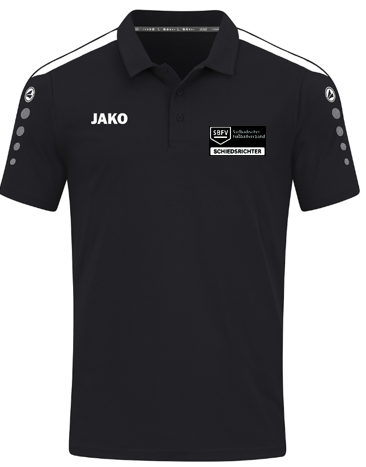 JAKO
SBFV
Südbadischer
Fußballverband
SCHIEDSRICHTER